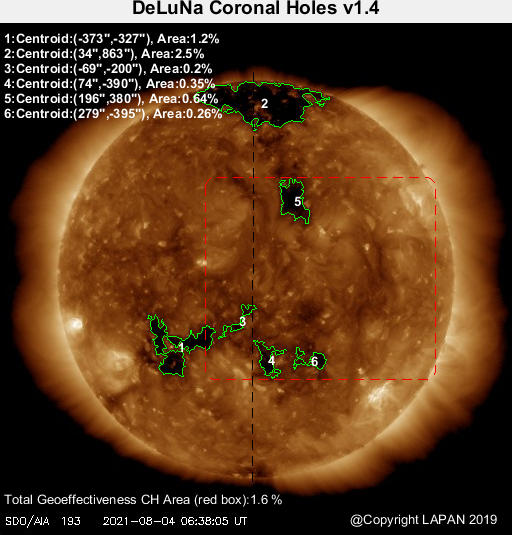 DeLuNa Coronal Holes v1.4
1:Centroid:(-373",-327"), Area:1.2%
2:Centroid:(34",863"), Area:2.5%
3:Centroid:(-69",-200"), Area:0.2%
4:Centroid:(74",-390"), Area:0.35%
5:Centroid:(196",380"), Area:0.64%
6:Centroid:(279",-395"), Area:0.26%
2
5
3
1
4
6
Total Geoeffectiveness CH Area (red box):1.6 %
SDO/AIA 193 2021-08-04 06:38:05 UT
@Copyright LAPAN 2019